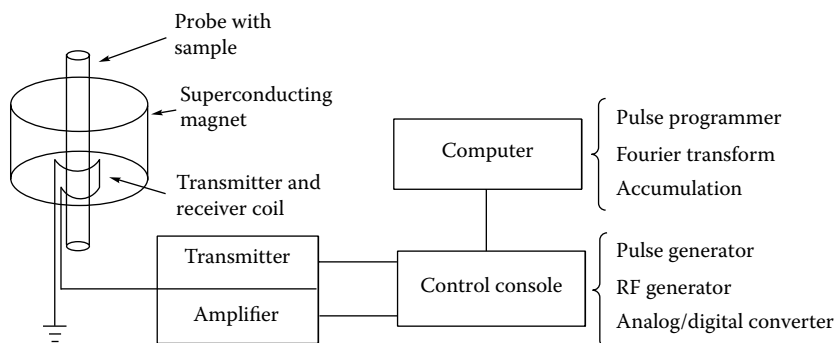 Probe with
sample
Superconducting
magnet
Transmitter and
receiver coil
Transmitter
Amplifier
Computer
Control console
Pulse programmer
Fourier transform
Accumulation
Pulse generator
RF generator
Analog/digital converter